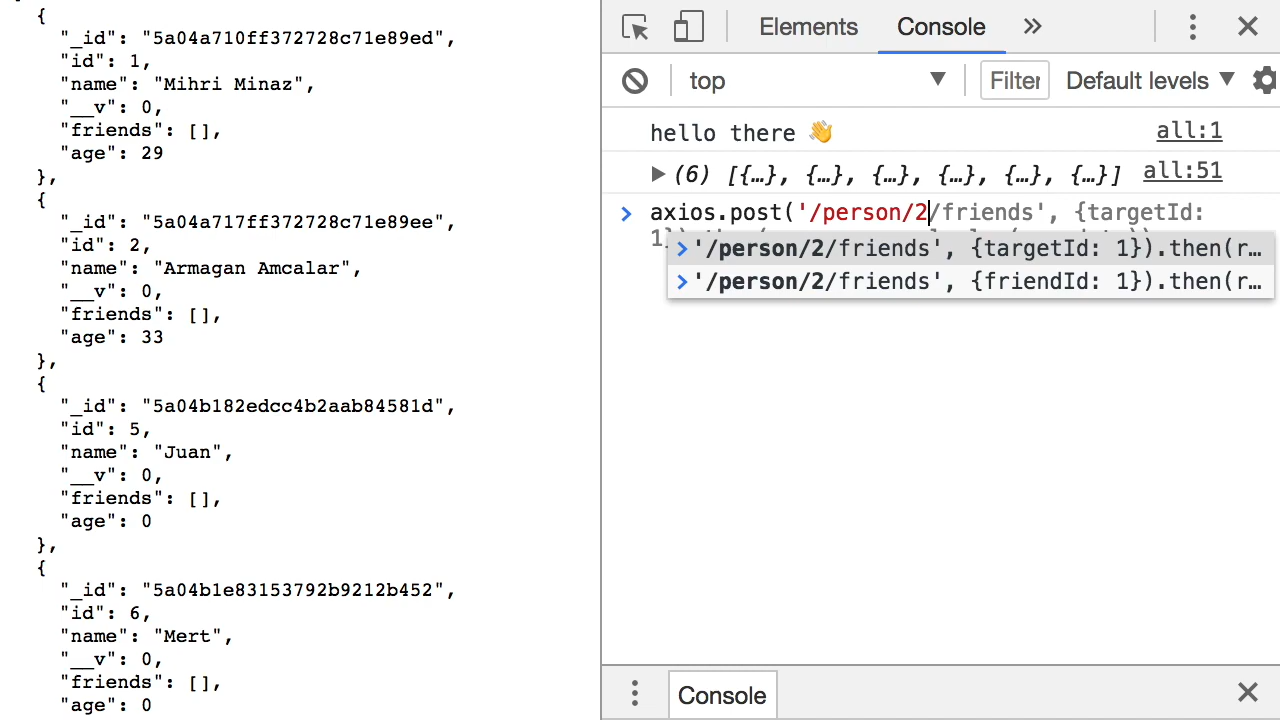 {
"_id": "5a04a710ff372728c71e89ed",
"id": 1,
"name": "Mihri Minaz",
"__v": 0,
"friends": [],
"age": 29
},
{
"_id": "5a04a717ff372728c71e89ee",
"id": 2,
"name": "Armagan Amcalar",
"__v": 0,
"friends": [],
"age": 33
},
{
"_id": "5a04b182edcc4b2aab84581d",
"id": 5,
"name": "Juan",
"__v": 0,
"friends": [],
"age": 0
},
{
"_id": "5a04b1e83153792b9212b452",
"id": 6,
"name": "Mert",
"__v": 0,
"friends": [],
"age": 0
Elements Console »
top Filter Default levels
hello there 👋 all:1
(6) [{…}, {…}, {…}, {…}, {…}, {…}] all:51
> axios.post('/person/2/friends', {targetId:
> '/person/2/friends', {targetId: 1}).then(r…
> '/person/2/friends', {friendId: 1}).then(r…
Console